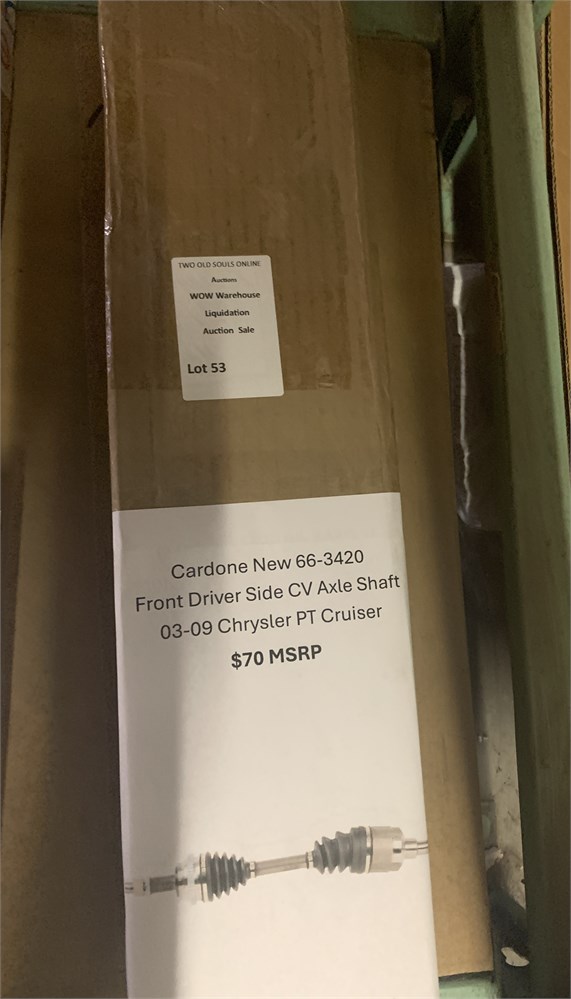 TWO OLD SOULS ONLINE
Auctions
WOW Warehouse
Liquidation
Auction Sale
Lot 53
Cardone New 66-3420
Front Driver Side CV Axle Shaft
03-09 Chrysler PT Cruiser
$70 MSRP